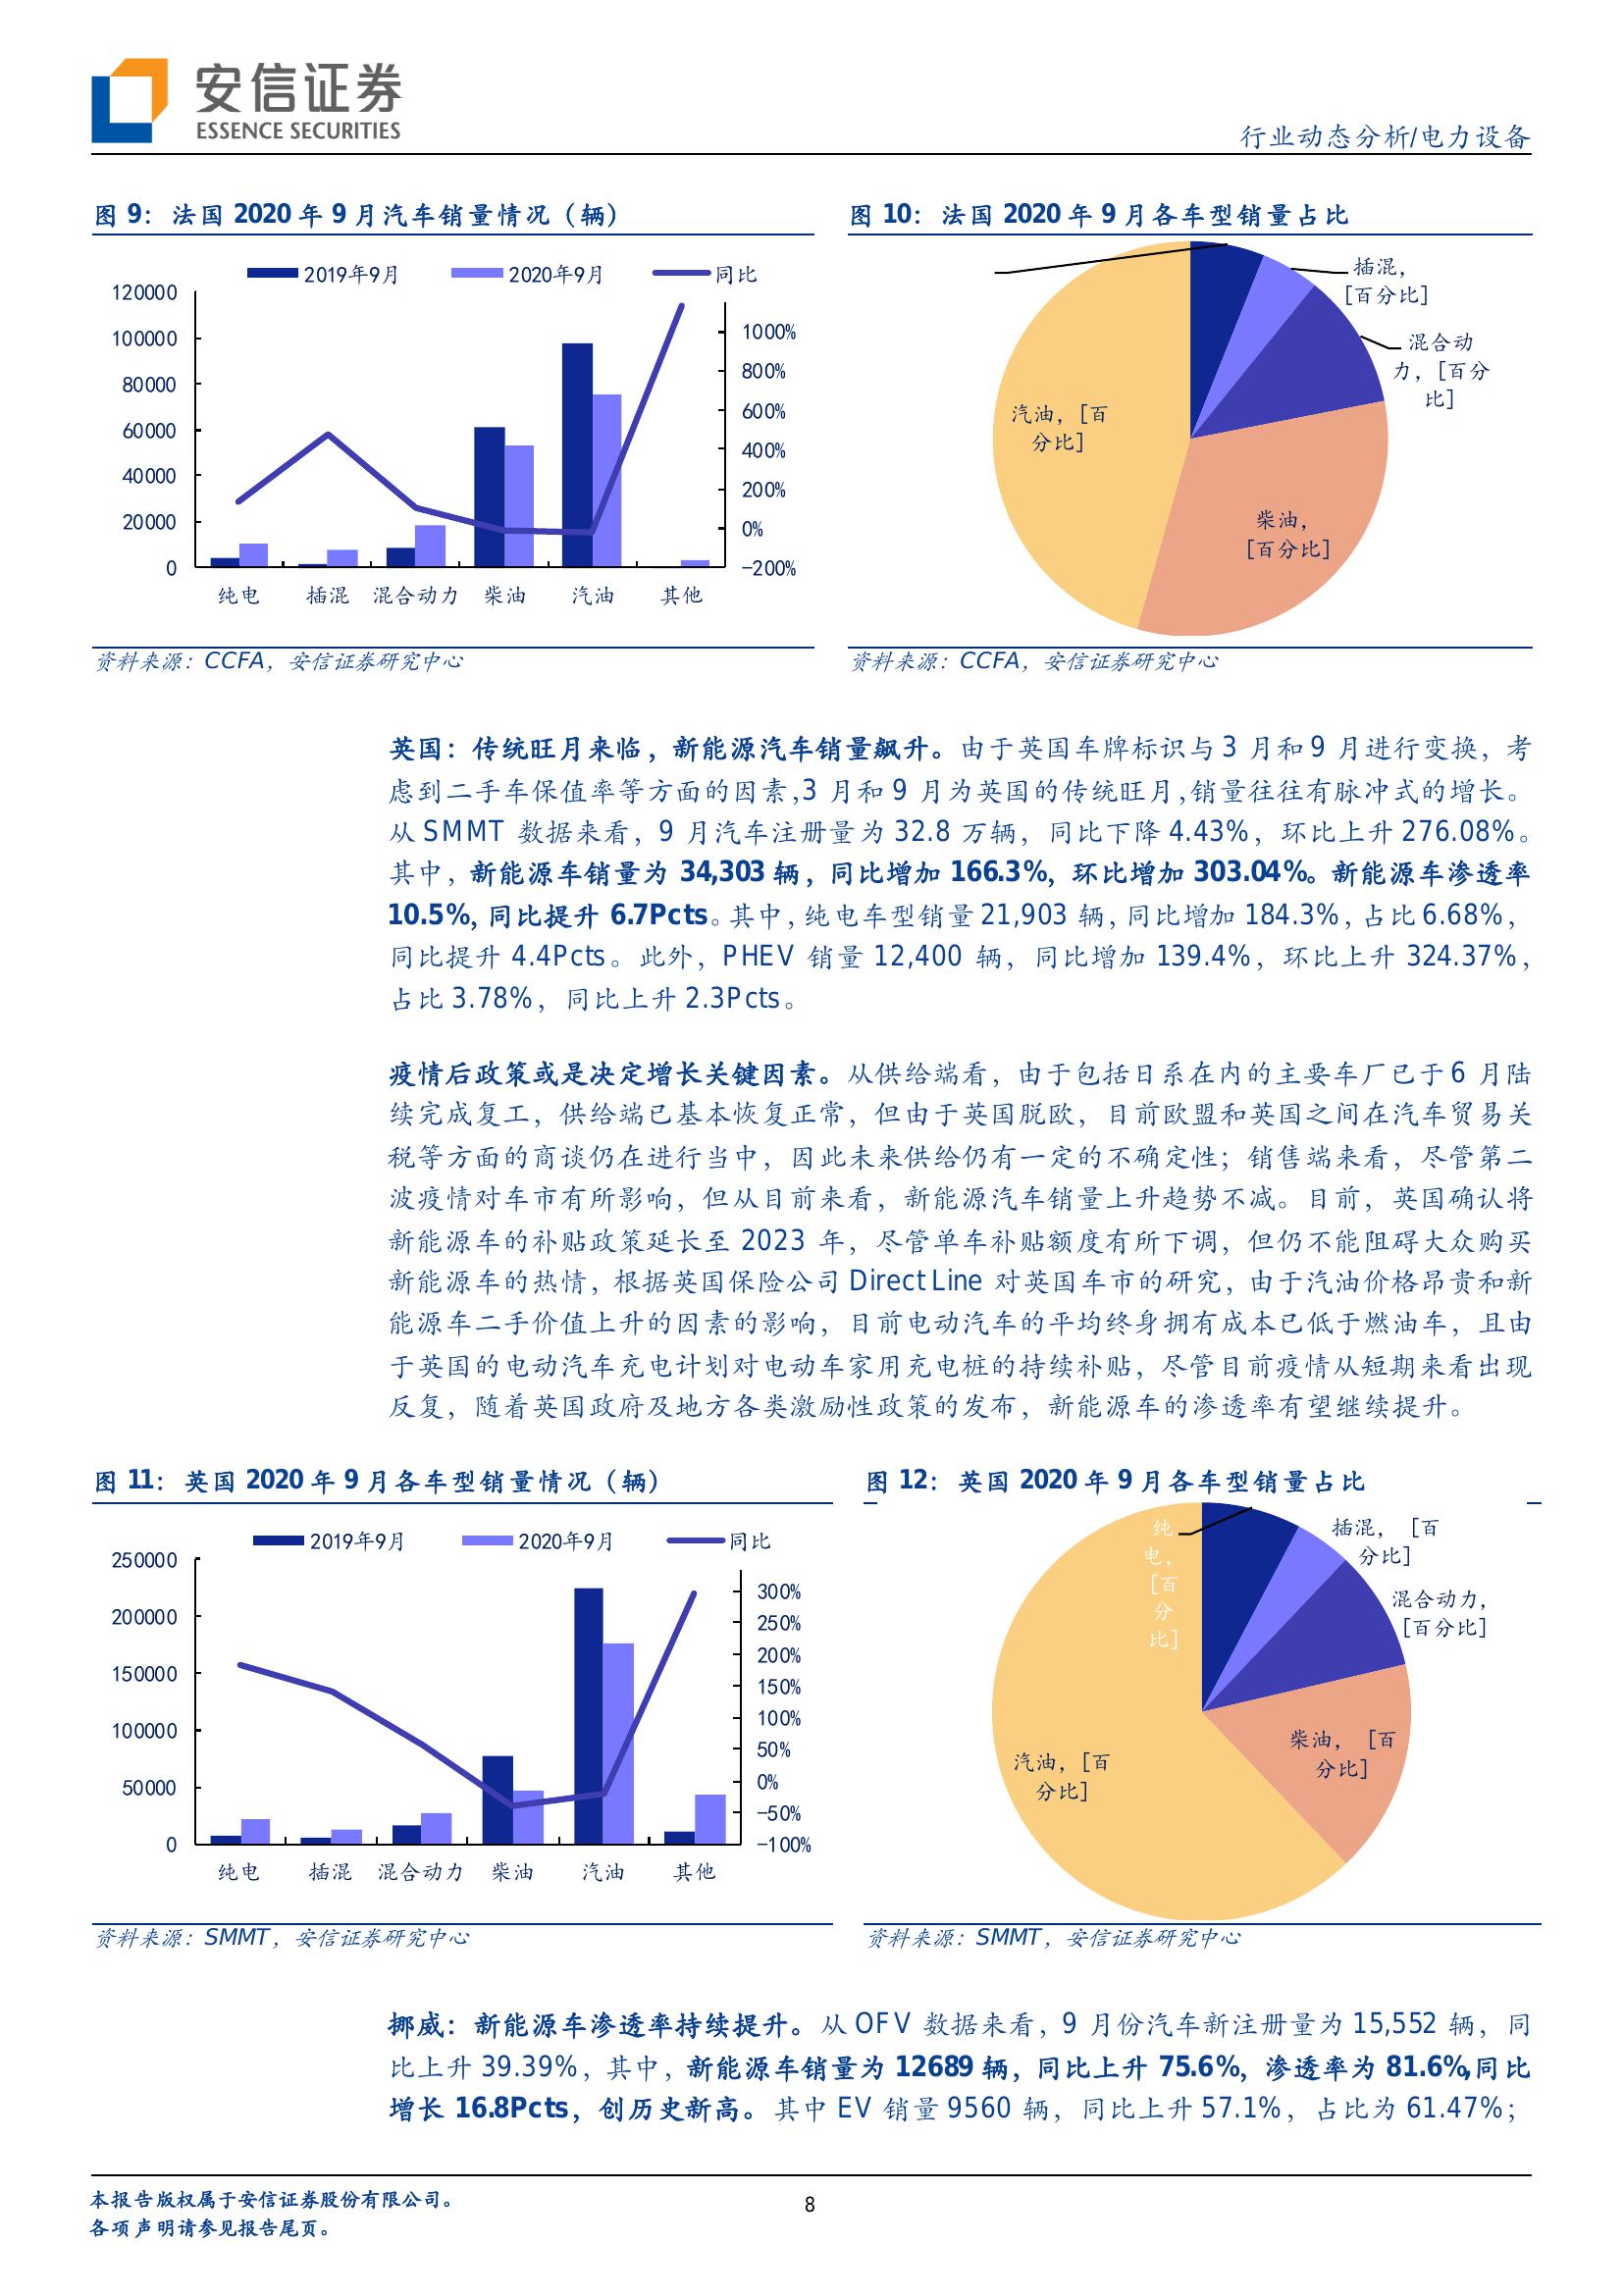 安信证券
ESSENCE SECURITIES
行业动态分析/电力设备
图 9：法国 2020 年 9 月汽车销量情况（辆）
2019年9月
2020年9月
同比
120000
100000
80000
60000
40000
20000
0
1000%
800%
600%
400%
200%
0%
-200%
纯电
插混
混合动力
柴油
汽油
其他
资料来源：CCFA，安信证券研究中心
图 10：法国 2020 年 9 月各车型销量占比
插混，
[百分比]
混合动
力，[百分
比]
汽油，[百
分比]
柴油，
[百分比]
资料来源：CCFA，安信证券研究中心
英国：传统旺月来临，新能源汽车销量飙升。由于英国车牌标识与 3 月和 9 月进行变换，考
虑到二手车保值率等方面的因素,3 月和 9 月为英国的传统旺月,销量往往有脉冲式的增长。
从 SMMT 数据来看，9 月汽车注册量为 32.8 万辆，同比下降 4.43%，环比上升 276.08%。
其中，新能源车销量为 34,303 辆，同比增加 166.3%，环比增加 303.04%。新能源车渗透率
10.5%，同比提升 6.7Pcts。其中，纯电车型销量 21,903 辆，同比增加 184.3%，占比 6.68%，
同比提升 4.4Pcts。此外，PHEV 销量 12,400 辆，同比增加 139.4%，环比上升 324.37%，
占比 3.78%，同比上升 2.3Pcts。
疫情后政策或是决定增长关键因素。从供给端看，由于包括日系在内的主要车厂已于 6 月陆
续完成复工，供给端已基本恢复正常，但由于英国脱欧，目前欧盟和英国之间在汽车贸易关
税等方面的商谈仍在进行当中，因此未来供给仍有一定的不确定性；销售端来看，尽管第二
波疫情对车市有所影响，但从目前来看，新能源汽车销量上升趋势不减。目前，英国确认将
新能源车的补贴政策延长至 2023 年，尽管单车补贴额度有所下调，但仍不能阻碍大众购买
新能源车的热情，根据英国保险公司 Direct Line 对英国车市的研究，由于汽油价格昂贵和新
能源车二手价值上升的因素的影响，目前电动汽车的平均终身拥有成本已低于燃油车，且由
于英国的电动汽车充电计划对电动车家用充电桩的持续补贴，尽管目前疫情从短期来看出现
反复，随着英国政府及地方各类激励性政策的发布，新能源车的渗透率有望继续提升。
图 11：英国 2020 年 9 月各车型销量情况（辆）
2019年9月
2020年9月
同比
250000
200000
150000
100000
50000
0
300%
250%
200%
150%
100%
50%
0%
-50%
-100%
纯电
插混
混合动力
柴油
汽油
其他
资料来源：SMMT，安信证券研究中心
图 12：英国 2020 年 9 月各车型销量占比
纯
电，
[百
分
比]
插混，[百
分比]
混合动力，
[百分比]
柴油，[百
分比]
汽油，[百
分比]
资料来源：SMMT，安信证券研究中心
挪威：新能源车渗透率持续提升。从 OFV 数据来看，9 月份汽车新注册量为 15,552 辆，同
比上升 39.39%，其中，新能源车销量为 12689 辆，同比上升 75.6%，渗透率为 81.6%,同比
增长 16.8Pcts，创历史新高。其中 EV 销量 9560 辆，同比上升 57.1%，占比为 61.47%；
本报告版权属于安信证券股份有限公司。
各项声明请参见报告尾页。
8